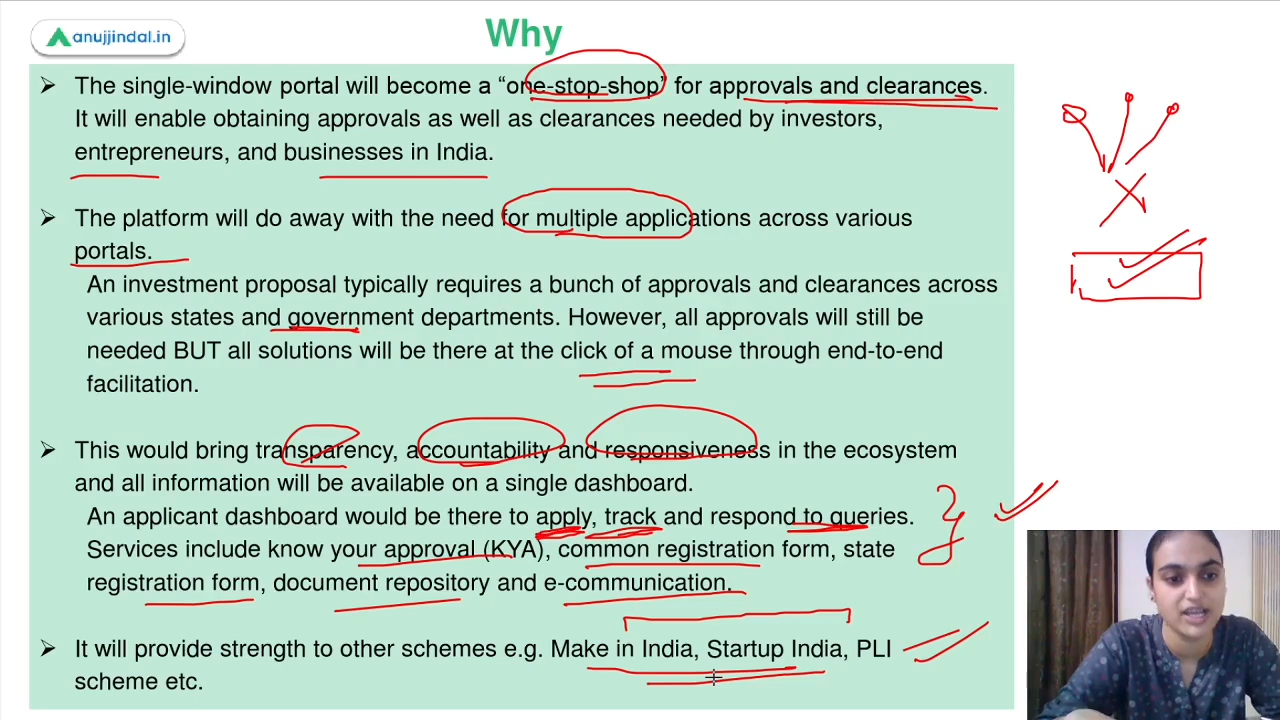 anujjindal.in
Why
➢ The single-window portal will become a “one-stop-shop” for approvals and clearances.
It will enable obtaining approvals as well as clearances needed by investors,
entrepreneurs, and businesses in India.
➢ The platform will do away with the need for multiple applications across various
portals.
An investment proposal typically requires a bunch of approvals and clearances across
various states and government departments. However, all approvals will still be
needed BUT all solutions will be there at the click of a mouse through end-to-end
facilitation.
➢ This would bring transparency, accountability and responsiveness in the ecosystem
and all information will be available on a single dashboard.
An applicant dashboard would be there to apply, track and respond to queries.
Services include know your approval (KYA), common registration form, state
registration form, document repository and e-communication.
➢ It will provide strength to other schemes e.g. Make in India, Startup India, PLI
scheme etc.